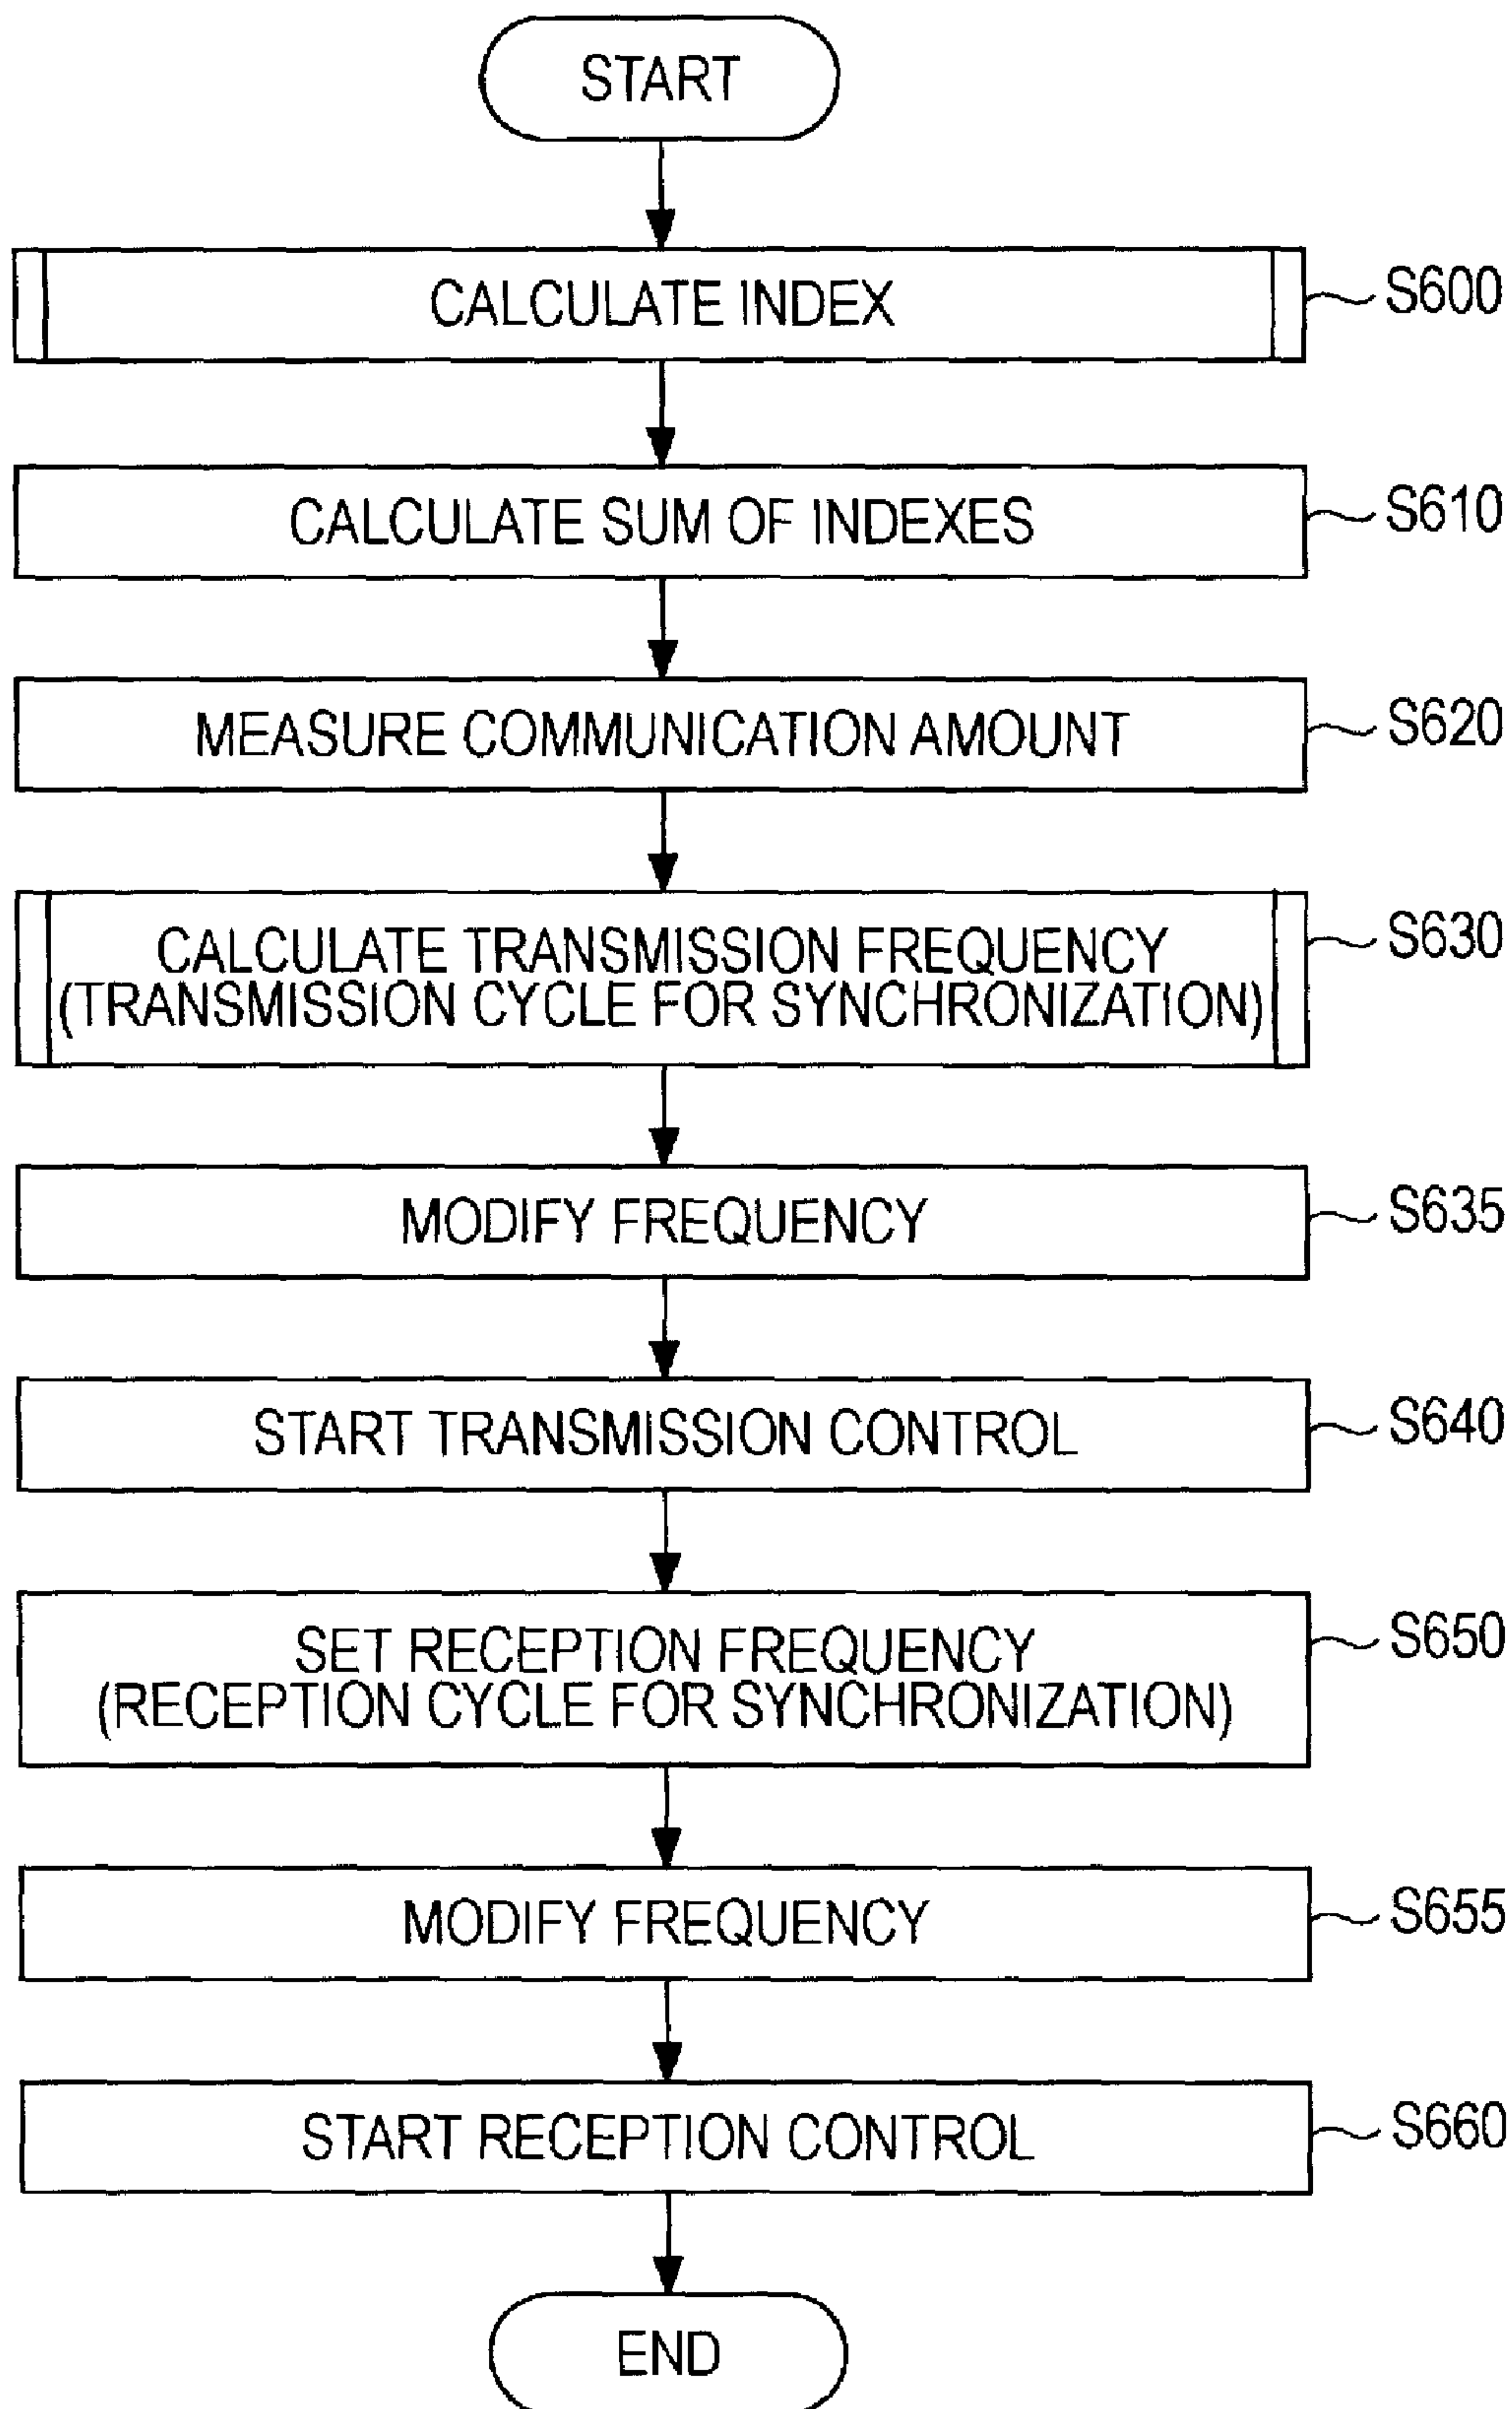 START
CALCULATE INDEX
S600
CALCULATE SUM OF INDEXES
S610
MEASURE COMMUNICATION AMOUNT
S620
CALCULATE TRANSMISSION FREQUENCY
(TRANSMISSION CYCLE FOR SYNCHRONIZATION)
S630
MODIFY FREQUENCY
S635
START TRANSMISSION CONTROL
S640
SET RECEPTION FREQUENCY
(RECEPTION CYCLE FOR SYNCHRONIZATION)
S650
MODIFY FREQUENCY
S655
START RECEPTION CONTROL
S660
END